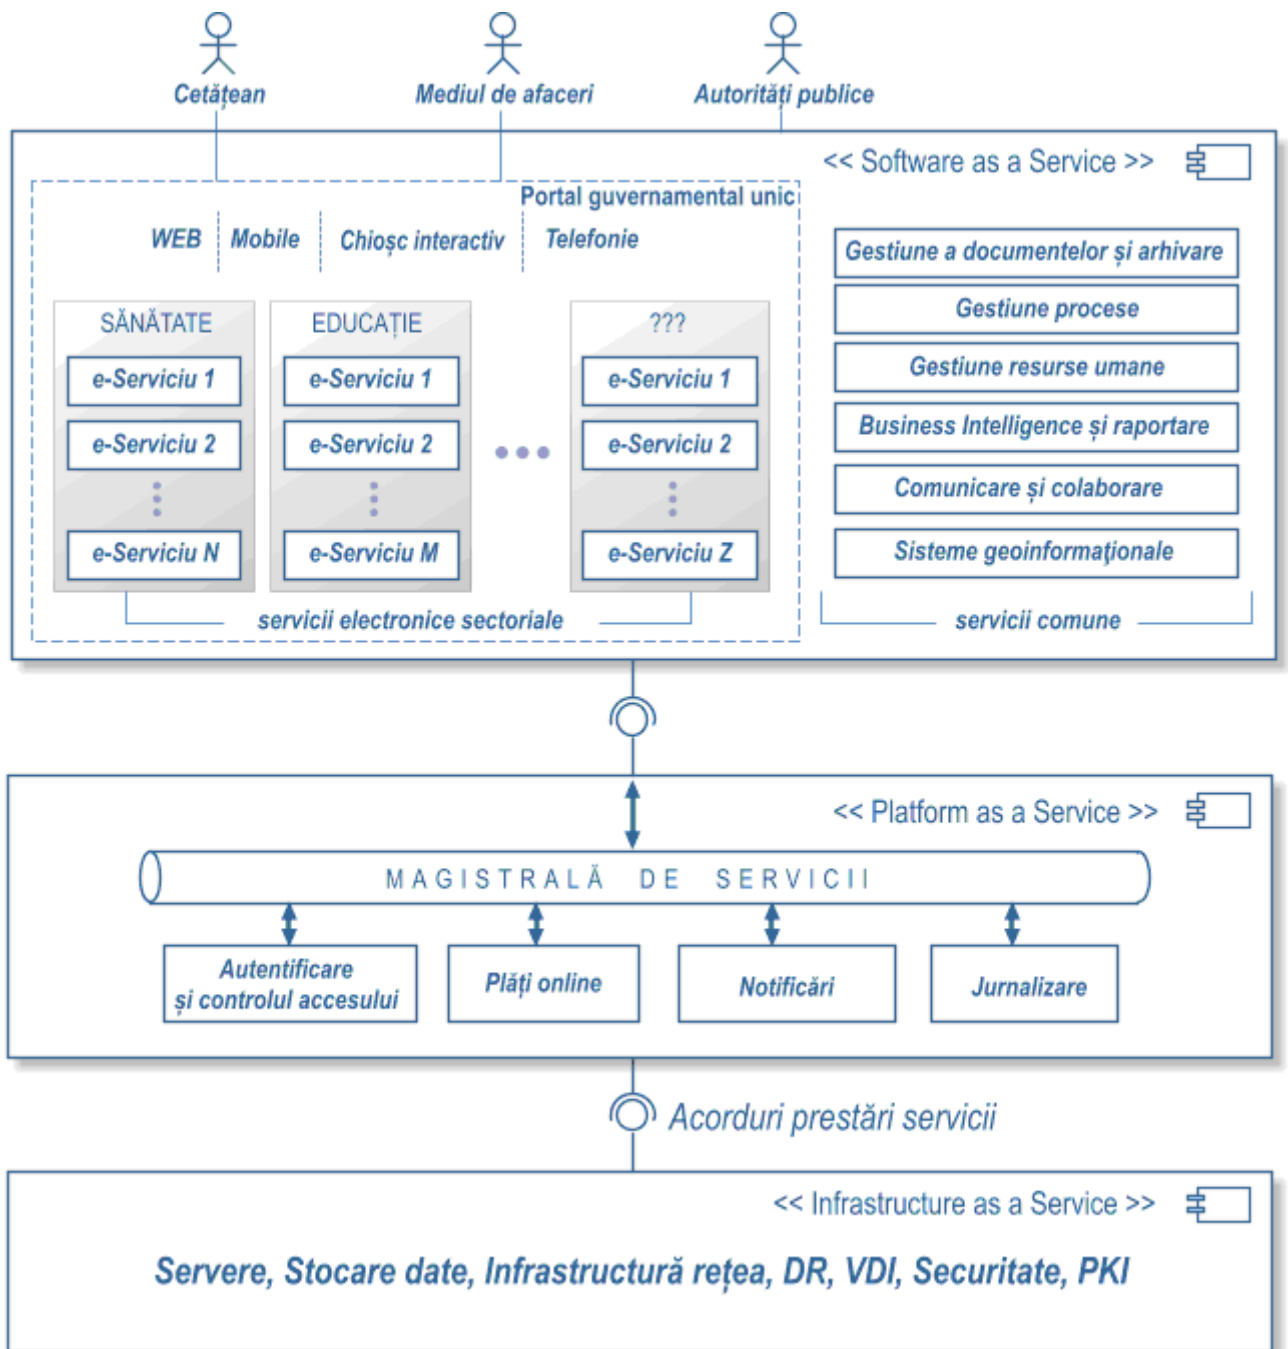 Cetățean
Mediul de afaceri
Autorități publice
<< Software as a Service >>
Portal guvernamental unic
WEB
Mobile
Chioșc interactiv
Telefonie
SĂNĂTATE
e-Serviciu 1
e-Serviciu 2
e-Serviciu N
EDUCAȚIE
e-Serviciu 1
e-Serviciu 2
e-Serviciu M
???
e-Serviciu 1
e-Serviciu 2
e-Serviciu Z
servicii electronice sectoriale
Gestiune a documentelor și arhivare
Gestiune procese
Gestiune resurse umane
Business Intelligence și raportare
Comunicare și colaborare
Sisteme geoinformaţionale
servicii comune
<< Platform as a Service >>
MAGISTRALĂ DE SERVICII
Autentificare
și controlul accesului
Plăți online
Notificări
Jurnalizare
Acorduri prestări servicii
<< Infrastructure as a Service >>
Servere, Stocare date, Infrastructură rețea, DR, VDI, Securitate, PKI